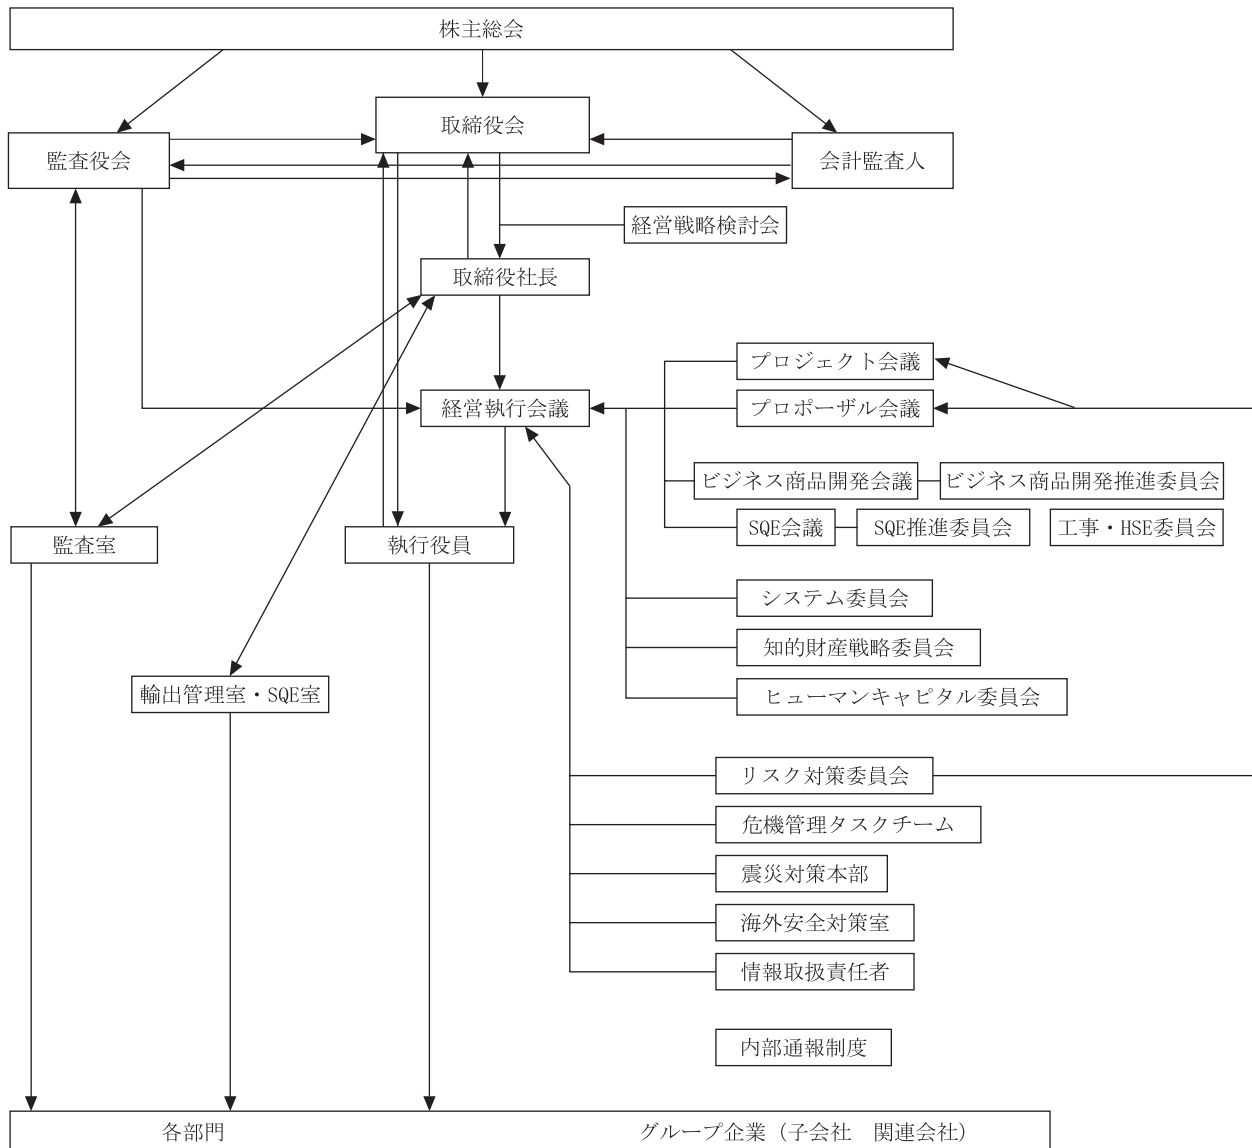 株主総会
取締役会
監査役会
会計監査人
経営戦略検討会
取締役社長
プロジェクト会議
経営執行会議
プロポーザル会議
ビジネス商品開発会議
ビジネス商品開発推進委員会
SQE会議
SQE推進委員会
工事・HSE委員会
監査室
執行役員
システム委員会
知的財産戦略委員会
輸出管理室・SQE室
ヒューマンキャピタル委員会
リスク対策委員会
危機管理タスクチーム
震災対策本部
海外安全対策室
情報取扱責任者
内部通報制度
各部門
グループ企業（子会社　関連会社）